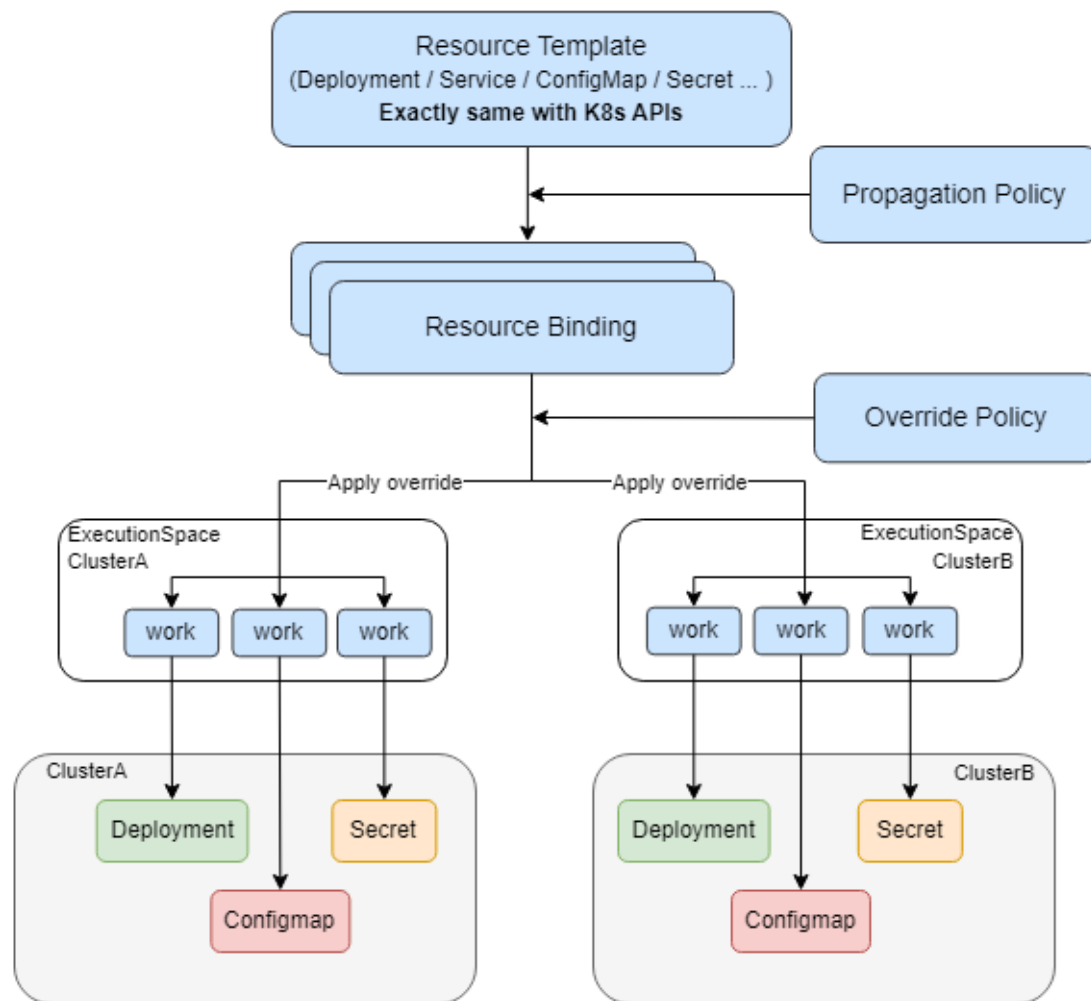 Resource Template
(Deployment / Service / ConfigMap / Secret ... )
Exactly same with K8s APIs
Propagation Policy
Resource Binding
Override Policy
Apply override
Apply override
ExecutionSpace
ClusterA
ExecutionSpace
ClusterB
work
work
work
work
work
work
ClusterA
ClusterB
Deployment
Secret
Deployment
Secret
Configmap
Configmap